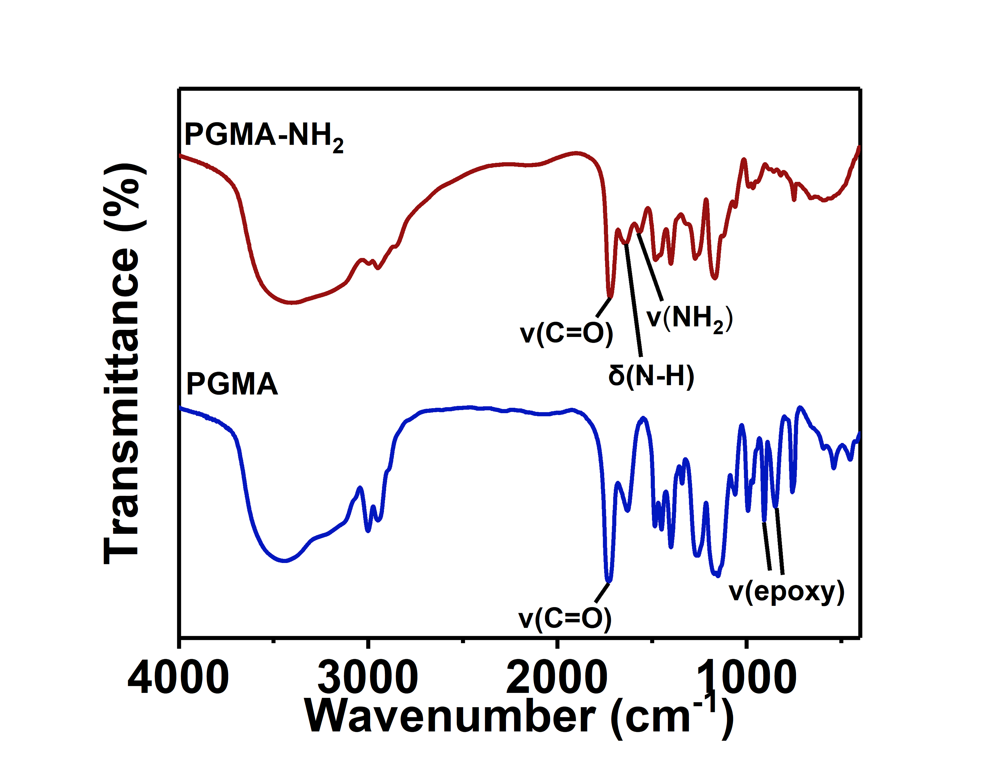 PGMA-NH₂
ν(C=O)
ν(NH₂)
δ(N-H)
PGMA
ν(epoxy)
ν(C=O)
Transmittance (%)
4000 3000 2000 1000
Wavenumber (cm⁻¹)